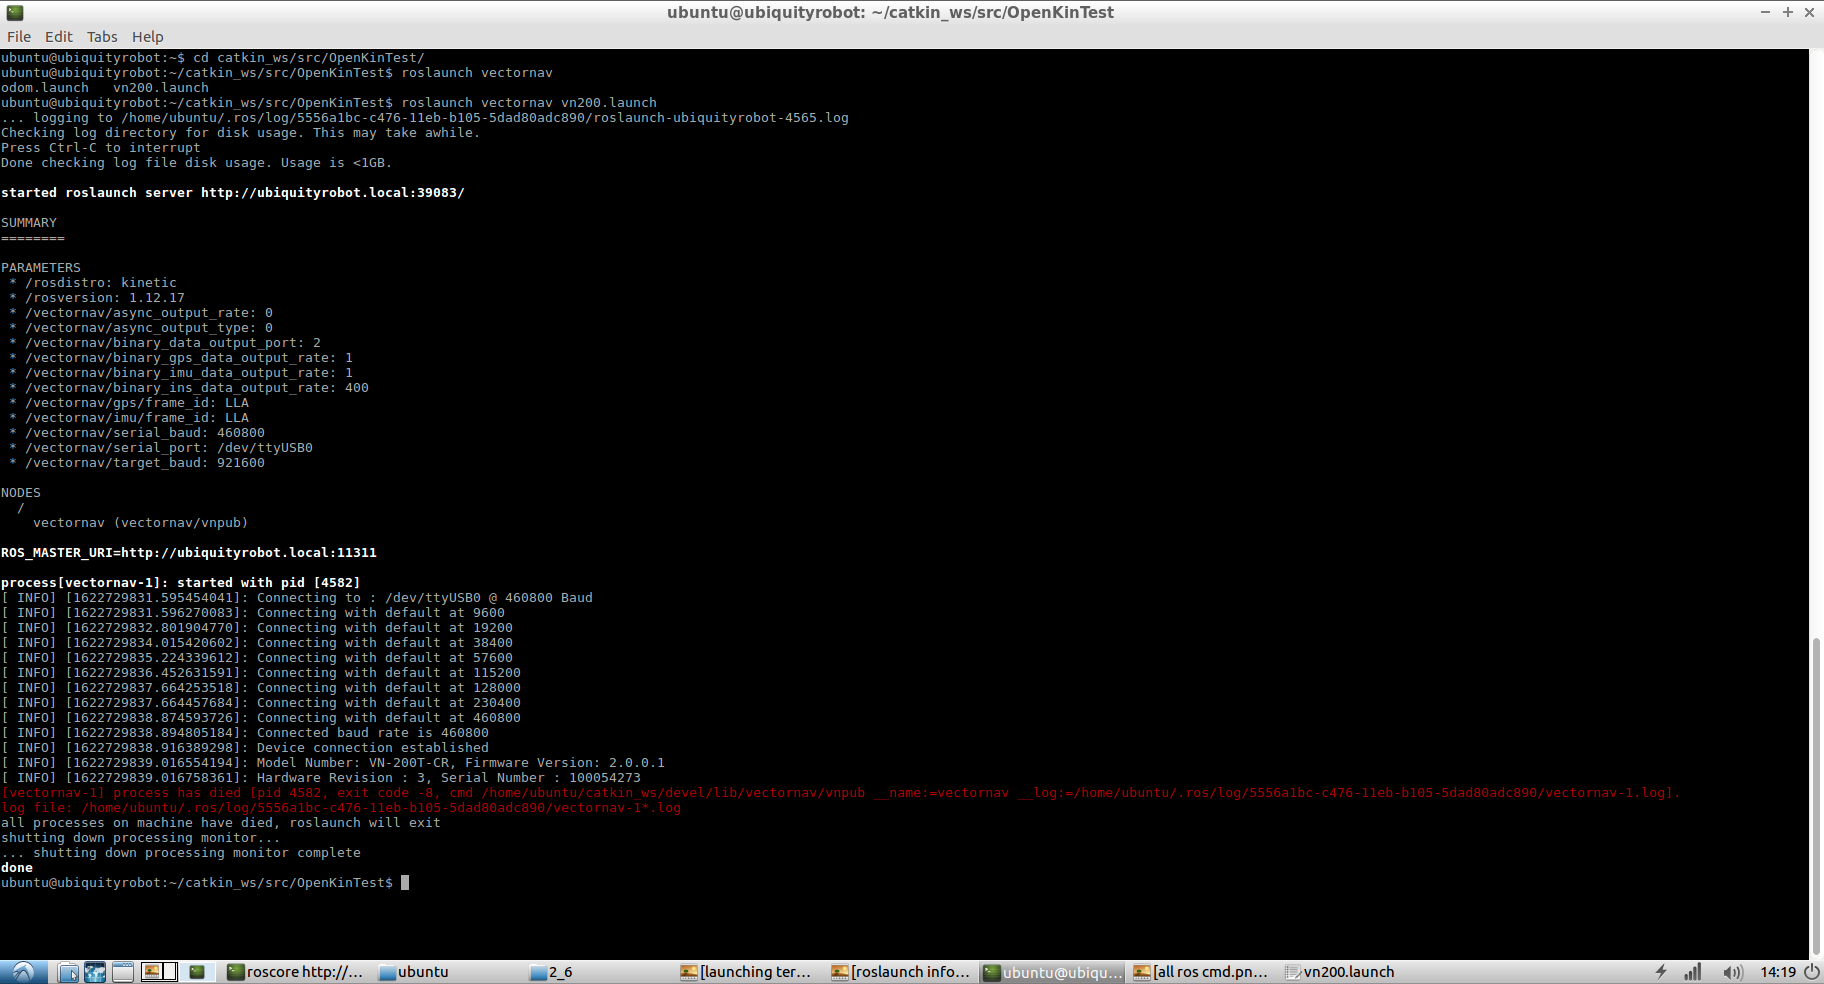 ubuntu@ubiquityrobot: ~/catkin_ws/src/OpenKinTest
File Edit Tabs Help
ubuntu@ubiquityrobot:~$ cd catkin_ws/src/OpenKinTest/
ubuntu@ubiquityrobot:~/catkin_ws/src/OpenKinTest$ roslaunch vectornav
odom.launch   vn200.launch
ubuntu@ubiquityrobot:~/catkin_ws/src/OpenKinTest$ roslaunch vectornav vn200.launch
... logging to /home/ubuntu/.ros/log/5556a1bc-c476-11eb-b105-5dad80adc890/roslaunch-ubiquityrobot-4565.log
Checking log directory for disk usage. This may take awhile.
Press Ctrl-C to interrupt
Done checking log file disk usage. Usage is <1GB.
started roslaunch server http://ubiquityrobot.local:39083/
SUMMARY
========
PARAMETERS
 * /rosdistro: kinetic
 * /rosversion: 1.12.17
 * /vectornav/async_output_rate: 0
 * /vectornav/async_output_type: 0
 * /vectornav/binary_data_output_port: 2
 * /vectornav/binary_gps_data_output_rate: 1
 * /vectornav/binary_imu_data_output_rate: 1
 * /vectornav/binary_ins_data_output_rate: 400
 * /vectornav/gps/frame_id: LLA
 * /vectornav/imu/frame_id: LLA
 * /vectornav/serial_baud: 460800
 * /vectornav/serial_port: /dev/ttyUSB0
 * /vectornav/target_baud: 921600
NODES
  /
    vectornav (vectornav/vnpub)
ROS_MASTER_URI=http://ubiquityrobot.local:11311
process[vectornav-1]: started with pid [4582]
[ INFO] [1622729831.595454041]: Connecting to : /dev/ttyUSB0 @ 460800 Baud
[ INFO] [1622729831.596270083]: Connecting with default at 9600
[ INFO] [1622729832.801904770]: Connecting with default at 19200
[ INFO] [1622729834.015420602]: Connecting with default at 38400
[ INFO] [1622729835.224339612]: Connecting with default at 57600
[ INFO] [1622729836.452631591]: Connecting with default at 115200
[ INFO] [1622729837.664253518]: Connecting with default at 128000
[ INFO] [1622729837.664457684]: Connecting with default at 230400
[ INFO] [1622729838.874593726]: Connecting with default at 460800
[ INFO] [1622729838.894805184]: Connected baud rate is 460800
[ INFO] [1622729838.916389298]: Device connection established
[ INFO] [1622729839.016554194]: Model Number: VN-200T-CR, Firmware Version: 2.0.0.1
[ INFO] [1622729839.016758361]: Hardware Revision : 3, Serial Number : 100054273
[vectornav-1] process has died [pid 4582, exit code -8, cmd /home/ubuntu/catkin_ws/devel/lib/vectornav/vnpub __name:=vectornav __log:=/home/ubuntu/.ros/log/5556a1bc-c476-11eb-b105-5dad80adc890/vectornav-1.log].
log file: /home/ubuntu/.ros/log/5556a1bc-c476-11eb-b105-5dad80adc890/vectornav-1*.log
all processes on machine have died, roslaunch will exit
shutting down processing monitor...
... shutting down processing monitor complete
done
ubuntu@ubiquityrobot:~/catkin_ws/src/OpenKinTest$
roscore http://... ubuntu 2_6 [launching ter... [roslaunch info... ubuntu@ubiqu... [all ros cmd.pn... vn200.launch 14:19